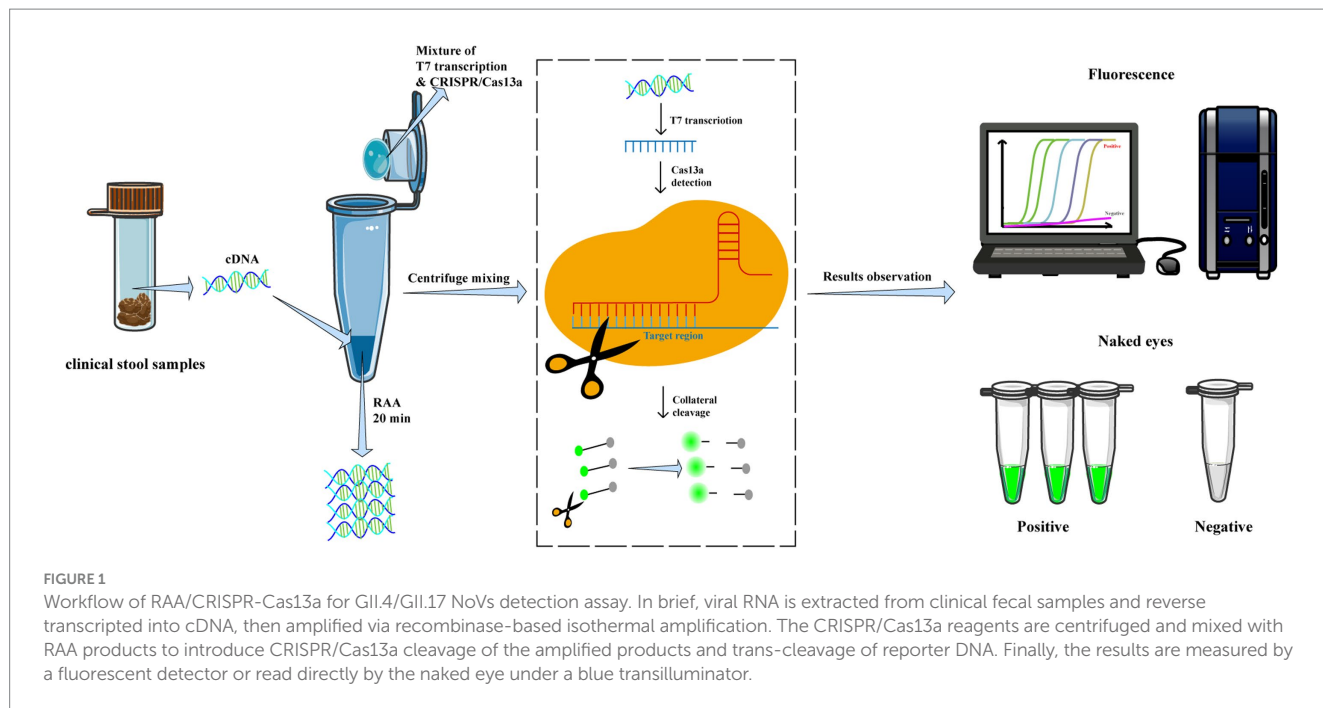 Mixture of
T7 transcription
& CRISPR/Cas13a
clinical stool samples
cDNA
RAA
20 min
Centrifuge mixing
T7 transcriotion
Cas13a
detection
Target region
Collateral
cleavage
Results observation
Fluorescence
Positive
Negative
Naked eyes
Positive
Negative
FIGURE 1
Workflow of RAA/CRISPR-Cas13a for GII.4/GII.17 NoVs detection assay. In brief, viral RNA is extracted from clinical fecal samples and reverse
transcripted into cDNA, then amplified via recombinase-based isothermal amplification. The CRISPR/Cas13a reagents are centrifuged and mixed with
RAA products to introduce CRISPR/Cas13a cleavage of the amplified products and trans-cleavage of reporter DNA. Finally, the results are measured by
a fluorescent detector or read directly by the naked eye under a blue transilluminator.